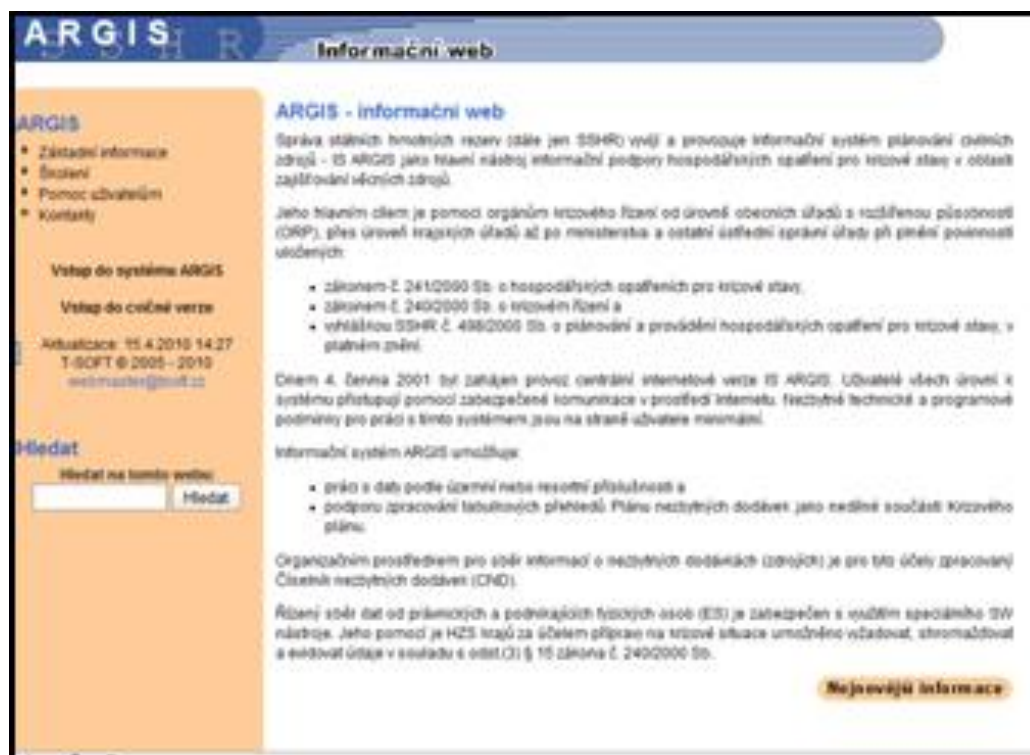 ARGIS
SSHR
Informační web
ARGIS
Základní informace
Školení
Pomoc uživatelům
Kontakty
Vstup do systému ARGIS
Vstup do cvičné verze
Aktualizace: 15.4.2010 14:27
T-SOFT © 2005 - 2010
webmaster@tsoft.cz
Hledat
Hledat na tomto webu:
Hledat
ARGIS - informační web
Správa státních hmotných rezerv (dále jen SSHR) vyvíjí a provozuje Informační systém plánování civilních
zdrojů - IS ARGIS jako hlavní nástroj informační podpory hospodářských opatření pro krizové stavy v oblasti
zajišťování věcných zdrojů.
Jeho hlavním cílem je pomoci orgánům krizového řízení od úrovně obecních úřadů s rozšířenou působností
(ORP), přes úroveň krajských úřadů až po ministerstva a ostatní ústřední správní úřady při plnění povinností
uložených:
zákonem č. 241/2000 Sb. o hospodářských opatřeních pro krizové stavy,
zákonem č. 240/2000 Sb. o krizovém řízení a
vyhláškou SSHR č. 498/2000 Sb. o plánování a provádění hospodářských opatření pro krizové stavy, v
platném znění.
Dnem 4. června 2001 byl zahájen provoz centrální internetové verze IS ARGIS. Uživatelé všech úrovní k
systému přistupují pomocí zabezpečené komunikace v prostředí Internetu. Nezbytné technické a programové
podmínky pro práci s tímto systémem jsou na straně uživatele minimální.
Informační systém ARGIS umožňuje:
práci s daty podle územní nebo resortní příslušnosti a
podporu zpracování tabulkových přehledů Plánu nezbytných dodávek jako nedílné součásti Krizového
plánu.
Organizačním prostředkem pro sběr informací o nezbytných dodávkách (zdrojích) je pro tyto účely zpracovaný
Číselník nezbytných dodávek (CND).
Řízený sběr dat od právnických a podnikajících fyzických osob (ES) je zabezpečen s využitím speciálního SW
nástroje. Jeho pomocí je HZS krajů za účelem přípravy na krizové situace umožněno vyžadovat, shromažďovat
a evidovat údaje v souladu s odst.(3) § 15 zákona č. 240/2000 Sb.
Nejnovější informace